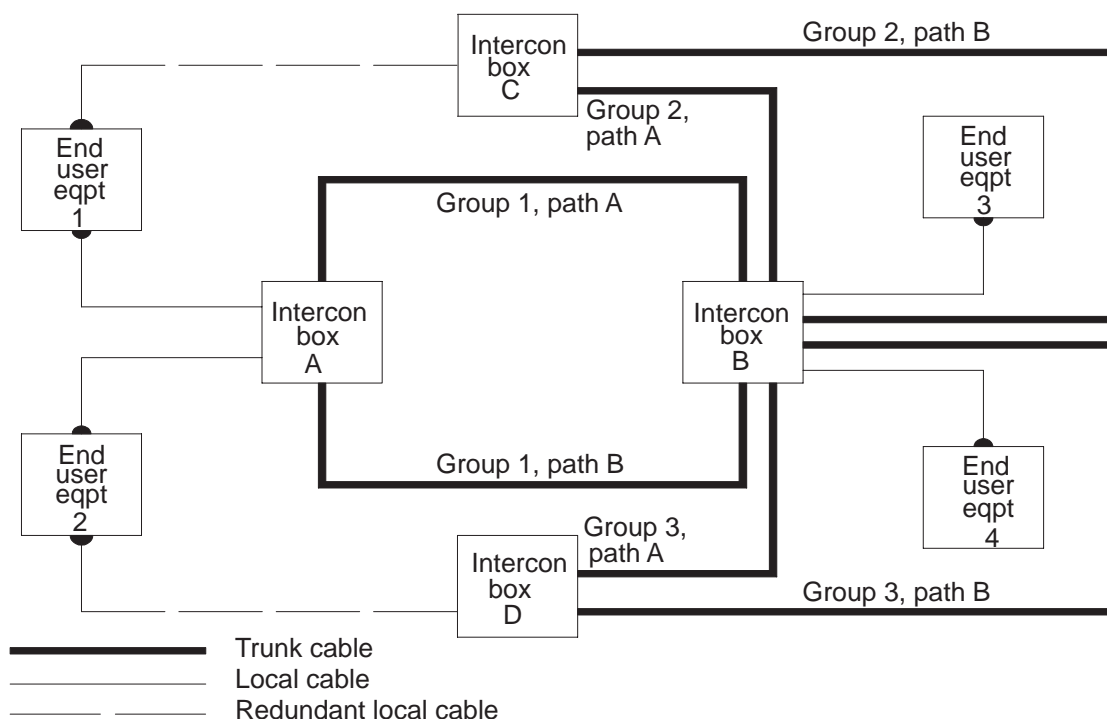 Group 2, path B
Intercon
box
C
Group 2,
path A
End
user
eqpt
1
End
user
eqpt
3
Group 1, path A
Intercon
box
A
Intercon
box
B
End
user
eqpt
2
Group 1, path B
End
user
eqpt
4
Group 3,
path A
Intercon
box
D
Group 3, path B
Trunk cable
Local cable
Redundant local cable